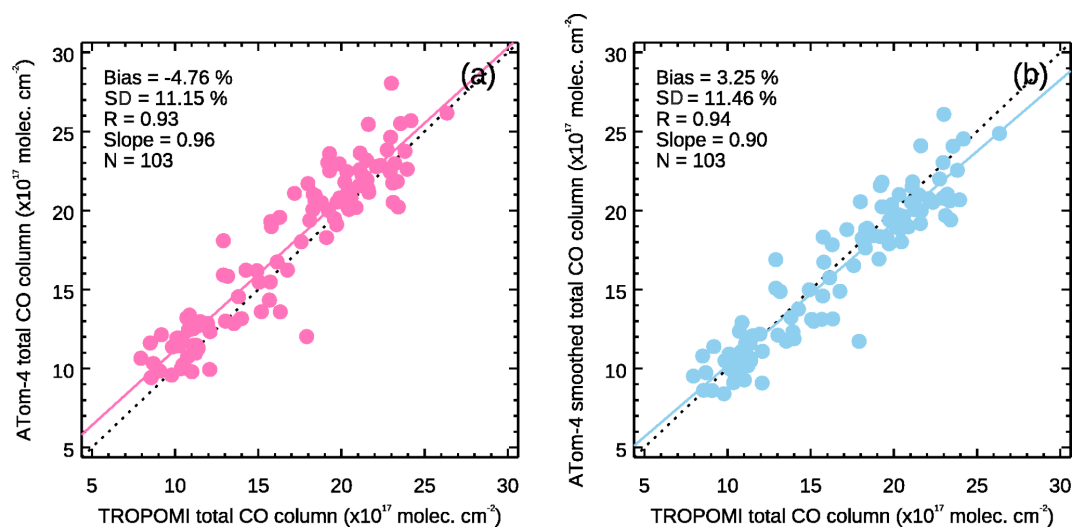 (a)
Bias = -4.76 %
SD = 11.15 %
R = 0.93
Slope = 0.96
N = 103
30
25
20
15
10
5
5 10 15 20 25 30
ATom-4 total CO column (x10¹⁷ molec. cm⁻²)
TROPOMI total CO column (x10¹⁷ molec. cm⁻²)
(b)
Bias = 3.25 %
SD = 11.46 %
R = 0.94
Slope = 0.90
N = 103
30
25
20
15
10
5
5 10 15 20 25 30
ATom-4 smoothed total CO column (x10¹⁷ molec. cm⁻²)
TROPOMI total CO column (x10¹⁷ molec. cm⁻²)